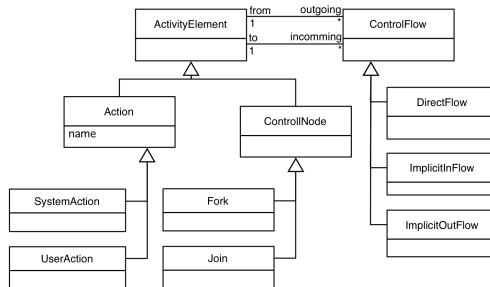 ActivityElement
from
1
outgoing
*
to
1
incomming
*
ControlFlow
Action
name
ControllNode
DirectFlow
SystemAction
Fork
ImplicitInFlow
UserAction
Join
ImplicitOutFlow